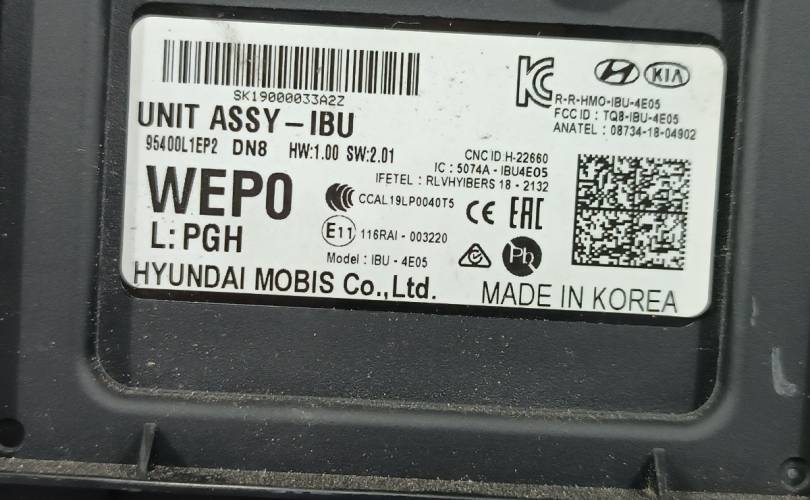 SK19000033A2Z
UNIT ASSY-IBU
95400L1EP2 DN8 HW:1.00 SW:2.01
WEP0
L:PGH
HYUNDAI MOBIS Co.,Ltd.
KC
KIA
R-R-HMO-IBU-4E05
FCC ID : TQ8-IBU-4E05
ANATEL : 08734-18-04902
CNC ID H-22660
IC : 5074A - IBU4E05
IFETEL : RLVHYIBERS 18 - 2132
CCAL19LP0040T5
CE EAC
E11 116RAI - 003220
Model : IBU - 4E05
Pb
MADE IN KOREA